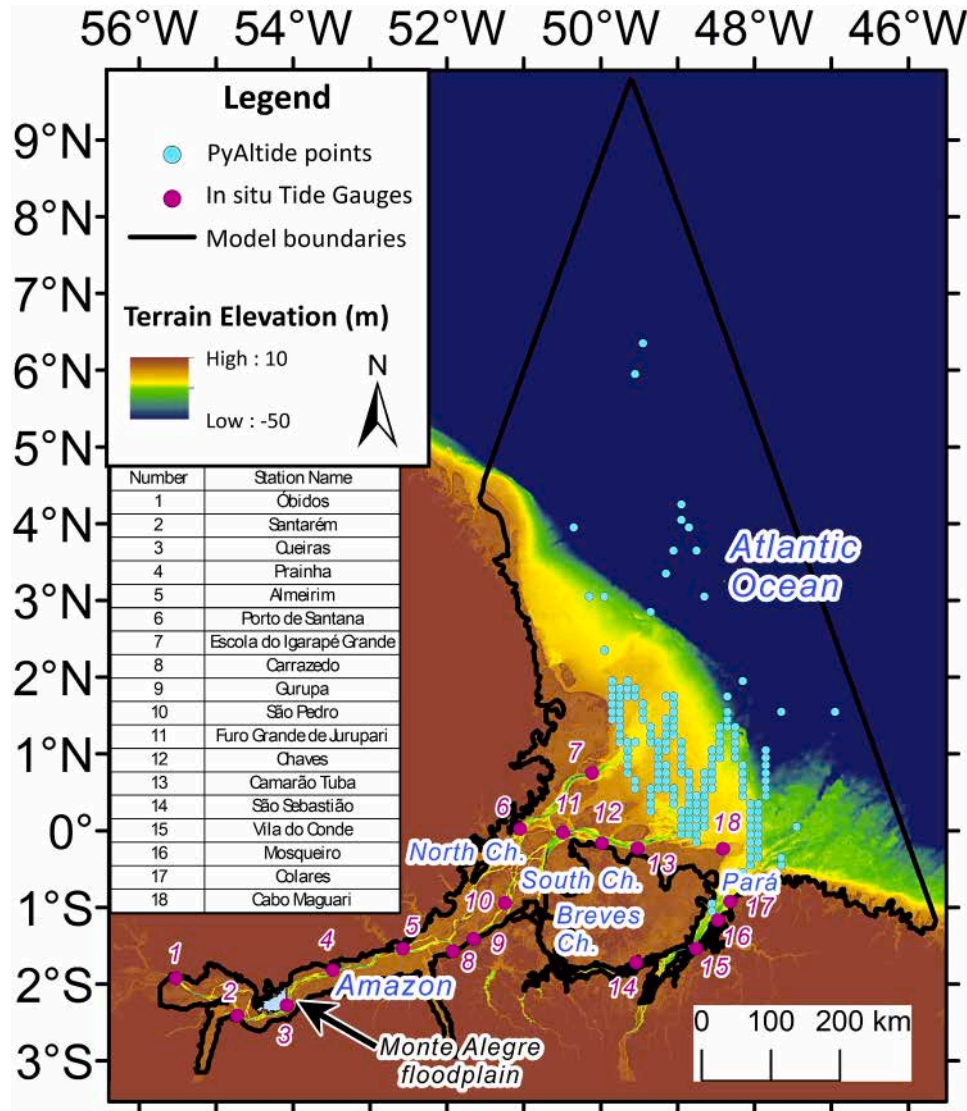 56°W 54°W 52°W 50°W 48°W 46°W
Legend
PyAltide points
In situ Tide Gauges
Model boundaries
Terrain Elevation (m)
High : 10
Low : -50
N
9°N
8°N
7°N
6°N
5°N
4°N
3°N
2°N
1°N
0°
1°S
2°S
3°S
Number Station Name
1 Óbidos
2 Santarém
3 Cueiras
4 Prainha
5 Almeirim
6 Porto de Santana
7 Escola do Igarapé Grande
8 Carrazedo
9 Gurupa
10 São Pedro
11 Furo Grande de Jurupari
12 Chaves
13 Camarão Tuba
14 São Sebastião
15 Vila do Conde
16 Mosqueiro
17 Colares
18 Cabo Maguari
Atlantic
Ocean
7
6
11
12
18
North Ch.
13
South Ch.
Pará
10
Breves
Ch.
17
16
5
9
4
8
15
14
1
Amazon
2
3
Monte Alegre
floodplain
0 100 200 km